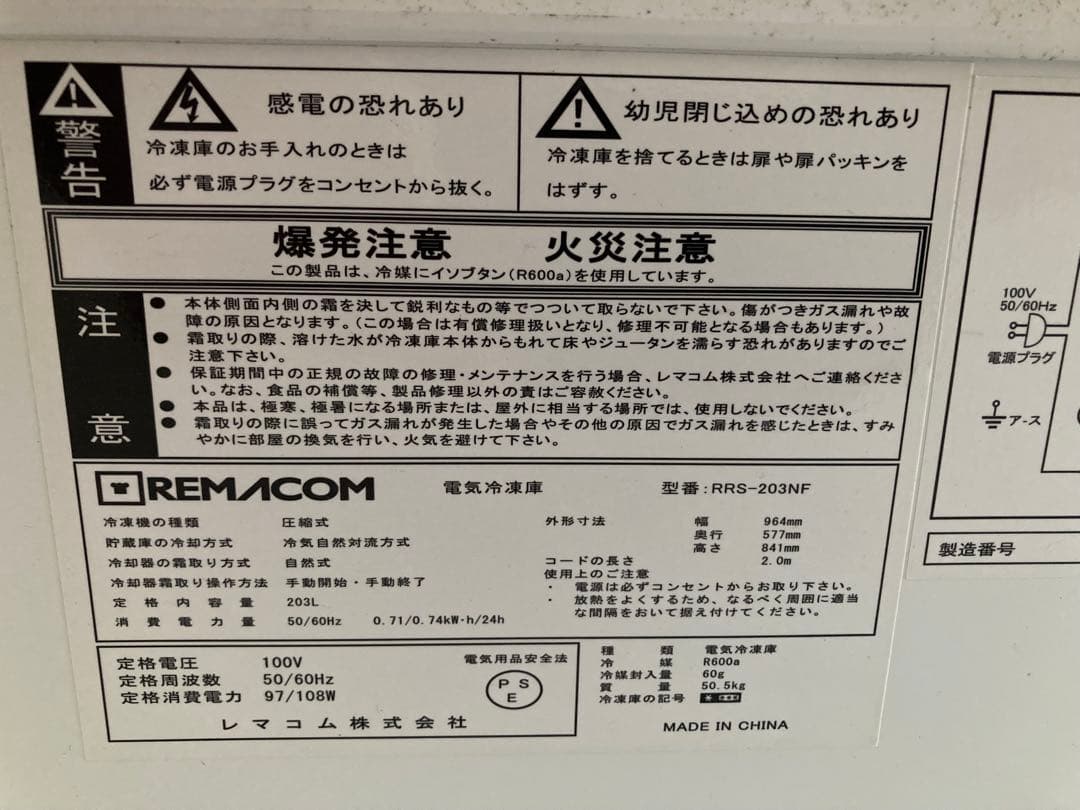 警告
感電の恐れあり
冷凍庫のお手入れのときは
必ず電源プラグをコンセントから抜く。
幼児閉じ込めの恐れあり
冷凍庫を捨てるときは扉や扉パッキンを
はずす。
爆発注意 火災注意
この製品は、冷媒にイソブタン(R600a)を使用しています。
注意
● 本体側面内側の霜を決して鋭利なもの等でつついて取らないで下さい。傷がつきガス漏れや故
障の原因となります。(この場合は有償修理扱いとなり、修理不可能となる場合もあります。)
● 霜取りの際、溶けた水が冷凍庫本体からもれて床やジュータンを濡らす恐れがありますのでご
注意下さい。
● 保証期間中の正規の故障の修理・メンテナンスを行う場合、レマコム株式会社へご連絡くださ
い。なお、食品の補償等、製品修理以外の責はご容赦ください。
● 本品は、極寒、極暑になる場所または、屋外に相当する場所では、使用しないでください。
● 霜取りの際に誤ってガス漏れが発生した場合やその他の原因でガス漏れを感じたときは、すみ
やかに部屋の換気を行い、火気を避けて下さい。
REMACOM 電気冷凍庫 型番:RRS-203NF
冷凍機の種類 圧縮式
貯蔵庫の冷却方式 冷気自然対流方式
冷却器の霜取り方式 自然式
冷却器霜取り操作方法 手動開始・手動終了
定格内容量 203L
消費電力量 50/60Hz 0.71/0.74kW・h/24h
外形寸法 幅 964mm
奥行 577mm
高さ 841mm
コードの長さ 2.0m
使用上のご注意
・ 電源は必ずコンセントからお取り下さい。
・ 放熱をよくするため、なるべく周囲に適当
な間隔をおいて据え付けてください。
定格電圧 100V
定格周波数 50/60Hz
定格消費電力 97/108W
電気用品安全法
PSE
レマコム株式会社
種類 電気冷凍庫
冷媒 R600a
冷媒封入量 60g
質量 50.5kg
冷凍庫の記号 * ***
MADE IN CHINA
100V
50/60Hz
電源プラグ
アース
製造番号